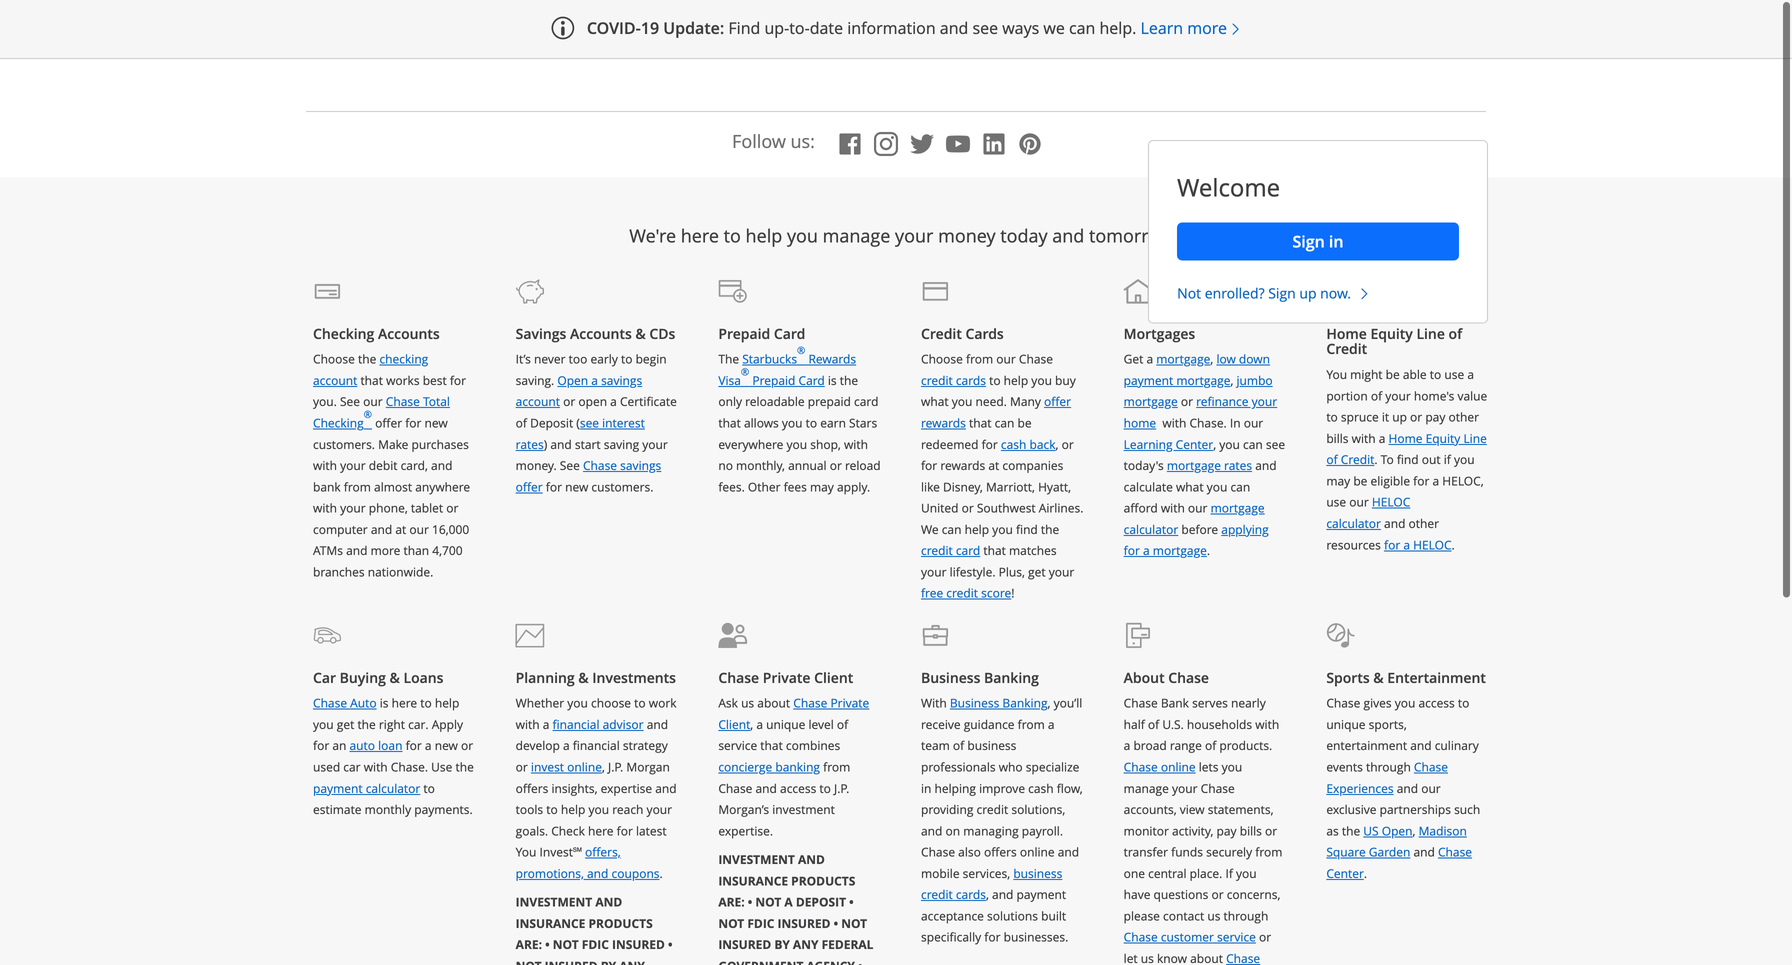 COVID-19 Update: Find up-to-date information and see ways we can help. Learn more
Follow us:
Welcome
Sign in
Not enrolled? Sign up now.
We're here to help you manage your money today and
Checking Accounts
Choose the checking
account that works best for
you. See our Chase Total
Checking® offer for new
customers. Make purchases
with your debit card, and
bank from almost anywhere
with your phone, tablet or
computer and at our 16,000
ATMs and more than 4,700
branches nationwide.
Savings Accounts & CDs
It’s never too early to begin
saving. Open a savings
account or open a Certificate
of Deposit (see interest
rates) and start saving your
money. See Chase savings
offer for new customers.
Prepaid Card
The Starbucks® Rewards
Visa® Prepaid Card is the
only reloadable prepaid card
that allows you to earn Stars
everywhere you shop, with
no monthly, annual or reload
fees. Other fees may apply.
Credit Cards
Choose from our Chase
credit cards to help you buy
what you need. Many offer
rewards that can be
redeemed for cash back, or
for rewards at companies
like Disney, Marriott, Hyatt,
United or Southwest Airlines.
We can help you find the
credit card that matches
your lifestyle. Plus, get your
free credit score!
Mortgages
Get a mortgage, low down
payment mortgage, jumbo
mortgage or refinance your
home with Chase. In our
Learning Center, you can see
today's mortgage rates and
calculate what you can
afford with our mortgage
calculator before applying
for a mortgage.
Home Equity Line of
Credit
You might be able to use a
portion of your home's value
to spruce it up or pay other
bills with a Home Equity Line
of Credit. To find out if you
may be eligible for a HELOC,
use our HELOC
calculator and other
resources for a HELOC.
Car Buying & Loans
Chase Auto is here to help
you get the right car. Apply
for an auto loan for a new or
used car with Chase. Use the
payment calculator to
estimate monthly payments.
Planning & Investments
Whether you choose to work
with a financial advisor and
develop a financial strategy
or invest online, J.P. Morgan
offers insights, expertise and
tools to help you reach your
goals. Check here for latest
You Invest℠ offers,
promotions, and coupons.
INVESTMENT AND
INSURANCE PRODUCTS
ARE: • NOT FDIC INSURED •
NOT INSURED BY ANY
Chase Private Client
Ask us about Chase Private
Client, a unique level of
service that combines
concierge banking from
Chase and access to J.P.
Morgan’s investment
expertise.
INVESTMENT AND
INSURANCE PRODUCTS
ARE: • NOT A DEPOSIT •
NOT FDIC INSURED • NOT
INSURED BY ANY FEDERAL
GOVERNMENT AGENCY •
Business Banking
With Business Banking, you’ll
receive guidance from a
team of business
professionals who specialize
in helping improve cash flow,
providing credit solutions,
and on managing payroll.
Chase also offers online and
mobile services, business
credit cards, and payment
acceptance solutions built
specifically for businesses.
About Chase
Chase Bank serves nearly
half of U.S. households with
a broad range of products.
Chase online lets you
manage your Chase
accounts, view statements,
monitor activity, pay bills or
transfer funds securely from
one central place. If you
have questions or concerns,
please contact us through
Chase customer service or
let us know about Chase
Sports & Entertainment
Chase gives you access to
unique sports,
entertainment and culinary
events through Chase
Experiences and our
exclusive partnerships such
as the US Open, Madison
Square Garden and Chase
Center.